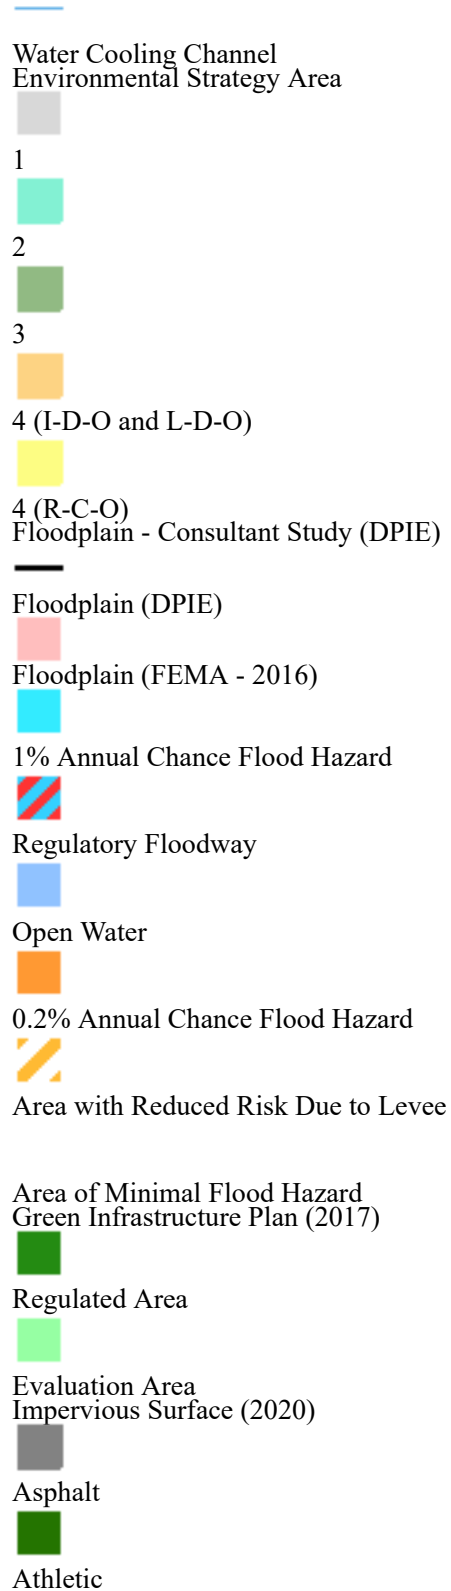 Water Cooling Channel
Environmental Strategy Area
1
2
3
4 (I-D-O and L-D-O)
4 (R-C-O)
Floodplain - Consultant Study (DPIE)
Floodplain (DPIE)
Floodplain (FEMA - 2016)
1% Annual Chance Flood Hazard
Regulatory Floodway
Open Water
0.2% Annual Chance Flood Hazard
Area with Reduced Risk Due to Levee
Area of Minimal Flood Hazard
Green Infrastructure Plan (2017)
Regulated Area
Evaluation Area
Impervious Surface (2020)
Asphalt
Athletic